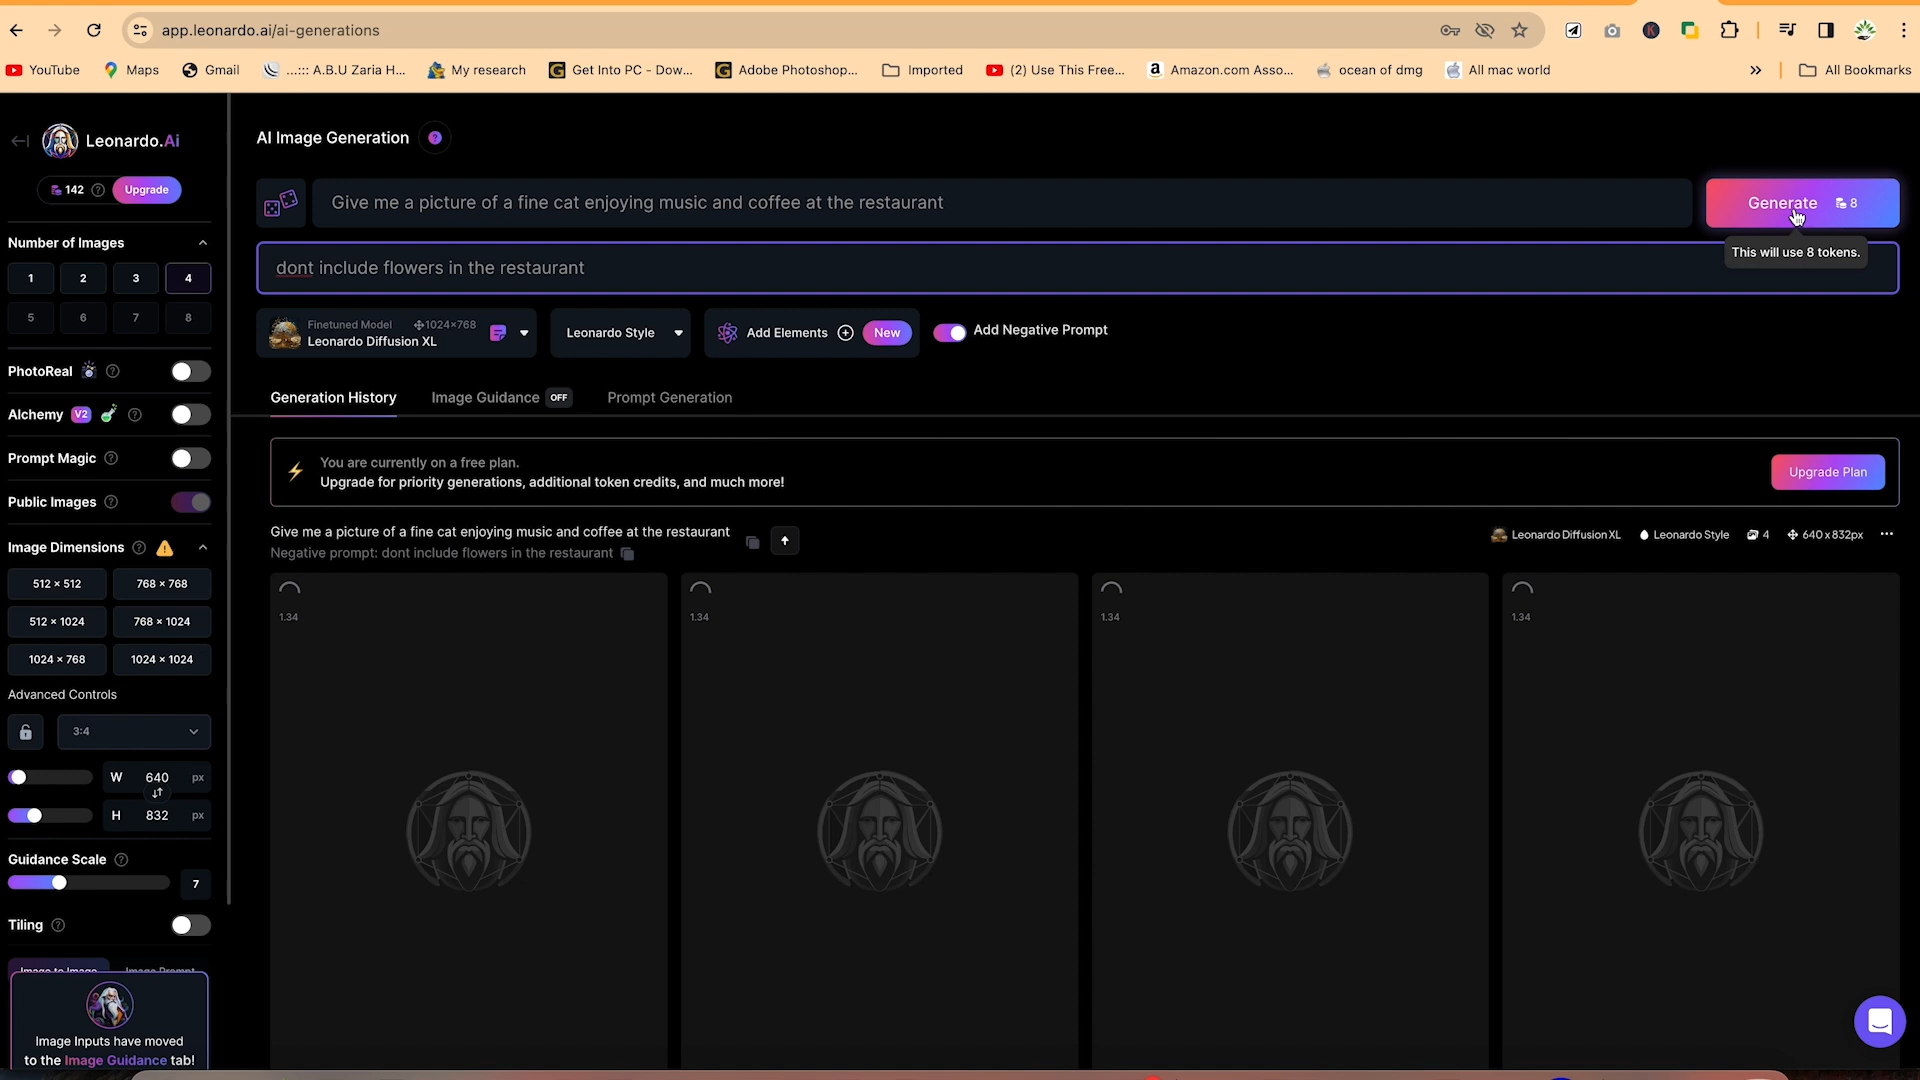 app.leonardo.ai/ai-generations
YouTube Maps Gmail ...::: A.B.U Zaria H... My research Get Into PC - Dow... Adobe Photoshop... Imported (2) Use This Free... Amazon.com Asso... ocean of dmg All mac world » All Bookmarks
Leonardo.Ai
142 ? Upgrade
Number of Images
1 2 3 4
5 6 7 8
PhotoReal ?
Alchemy V2 ?
Prompt Magic ?
Public Images ?
Image Dimensions ?
512 × 512 768 × 768
512 × 1024 768 × 1024
1024 × 768 1024 × 1024
Advanced Controls
3:4
W 640 px
H 832 px
Guidance Scale ?
7
Tiling ?
Image to Image Image Prompt
Image Inputs have moved
to the Image Guidance tab!
AI Image Generation ?
Give me a picture of a fine cat enjoying music and coffee at the restaurant
Generate 8
This will use 8 tokens.
dont include flowers in the restaurant
Finetuned Model 1024×768
Leonardo Diffusion XL
Leonardo Style
Add Elements New
Add Negative Prompt
Generation History Image Guidance OFF Prompt Generation
You are currently on a free plan.
Upgrade for priority generations, additional token credits, and much more!
Upgrade Plan
Give me a picture of a fine cat enjoying music and coffee at the restaurant
Negative prompt: dont include flowers in the restaurant
Leonardo Diffusion XL Leonardo Style 4 640 x 832px ...
1.34 1.34 1.34 1.34